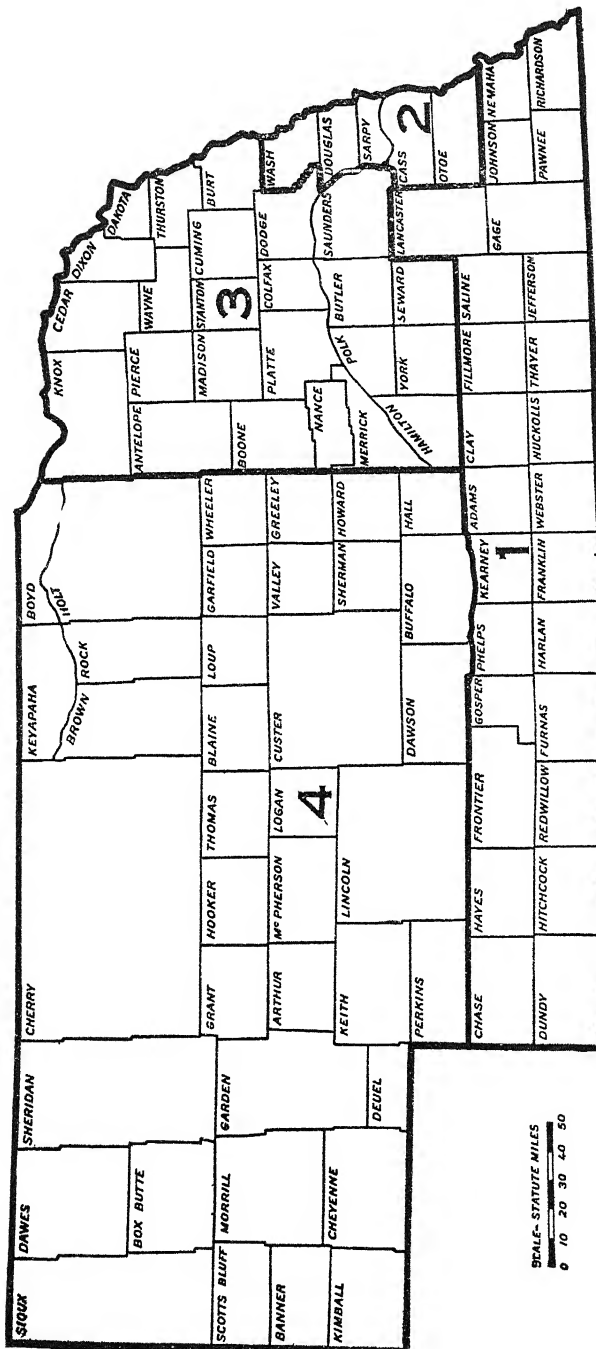 SIOUX
DAWES
SHERIDAN
CHERRY
KEYAPAHA
BOYD
HOLT
BROWN
ROCK
KNOX
CEDAR
DIXON
DAKOTA
BOX BUTTE
ANTELOPE
PIERCE
WAYNE
THURSTON
SCOTTS BLUFF
MORRILL
GARDEN
GRANT
HOOKER
THOMAS
BLAINE
LOUP
GARFIELD
WHEELER
BOONE
MADISON
STANTON
CUMING
BURT
3
BANNER
ARTHUR
McPHERSON
LOGAN
CUSTER
VALLEY
GREELEY
NANCE
PLATTE
COLFAX
DODGE
WASH
4
KIMBALL
CHEYENNE
DEUEL
KEITH
LINCOLN
SHERMAN
HOWARD
MERRICK
POLK
BUTLER
SAUNDERS
DOUGLAS
SARPY
PERKINS
DAWSON
BUFFALO
HALL
HAMILTON
YORK
SEWARD
LANCASTER
CASS
2
OTOE
CHASE
HAYES
FRONTIER
GOSPER
PHELPS
KEARNEY
ADAMS
CLAY
FILLMORE
SALINE
GAGE
JOHNSON
NEMAHA
1
DUNDY
HITCHCOCK
REDWILLOW
FURNAS
HARLAN
FRANKLIN
WEBSTER
NUCKOLLS
THAYER
JEFFERSON
PAWNEE
RICHARDSON
SCALE- STATUTE MILES
0 10 20 30 40 50